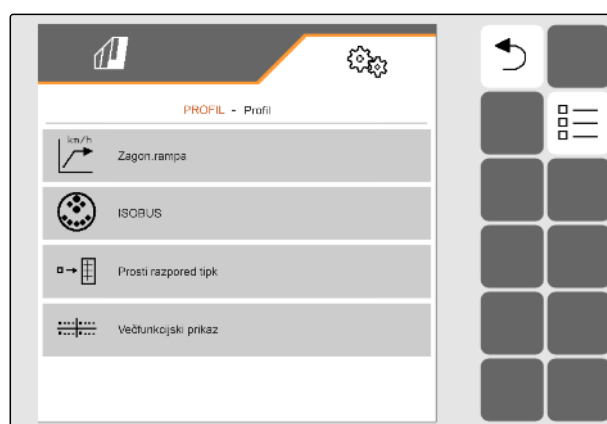 PROFIL - Profil
km/h
Zagon.rampa
ISOBUS
Prosti razpored tipk
Večfunkcijski prikaz